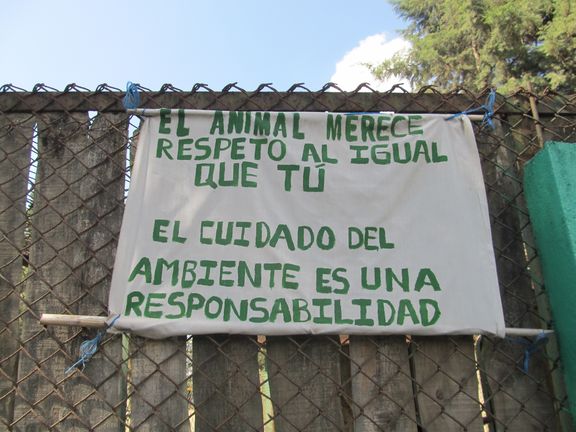 EL ANIMAL MERECE
RESPETO AL IGUAL
QUE TÚ
EL CUIDADO DEL
AMBIENTE ES UNA
RESPONSABILIDAD